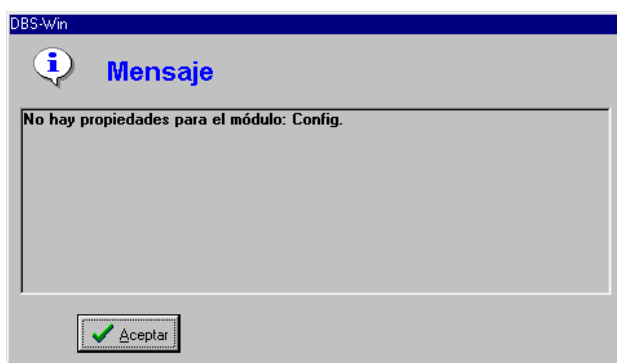 DBS-Win
Mensaje
No hay propiedades para el módulo: Config.
Aceptar